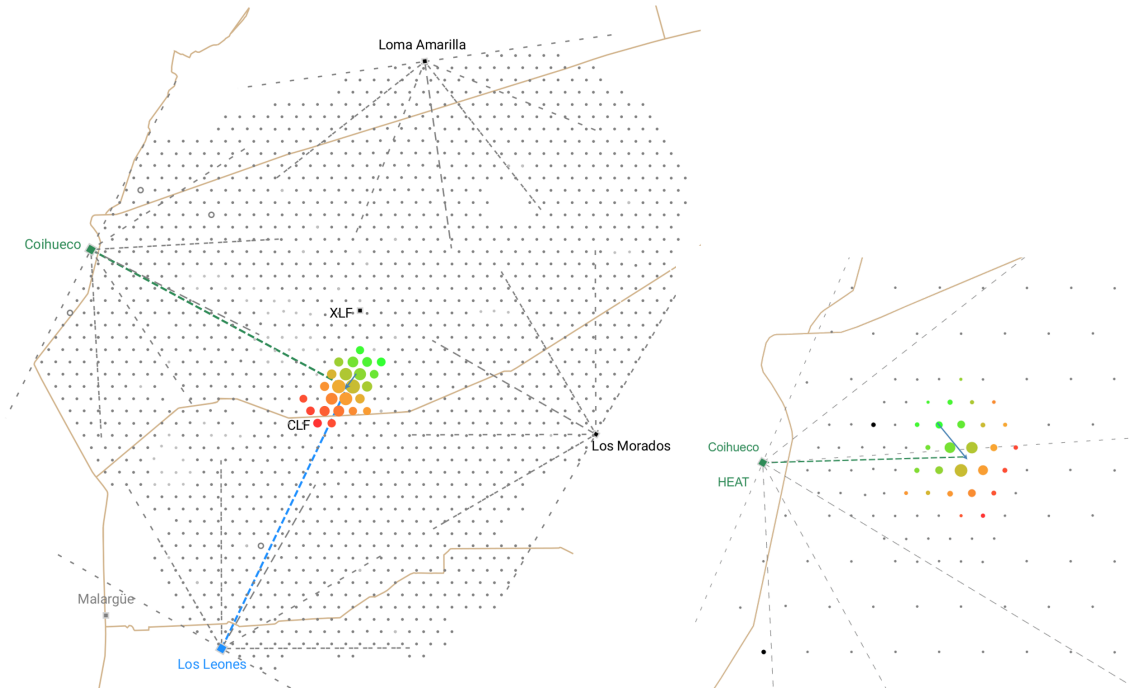 Loma Amarilla
Coihueco
XLF
CLF
Los Morados
Malargüe
Los Leones
Coihueco
HEAT